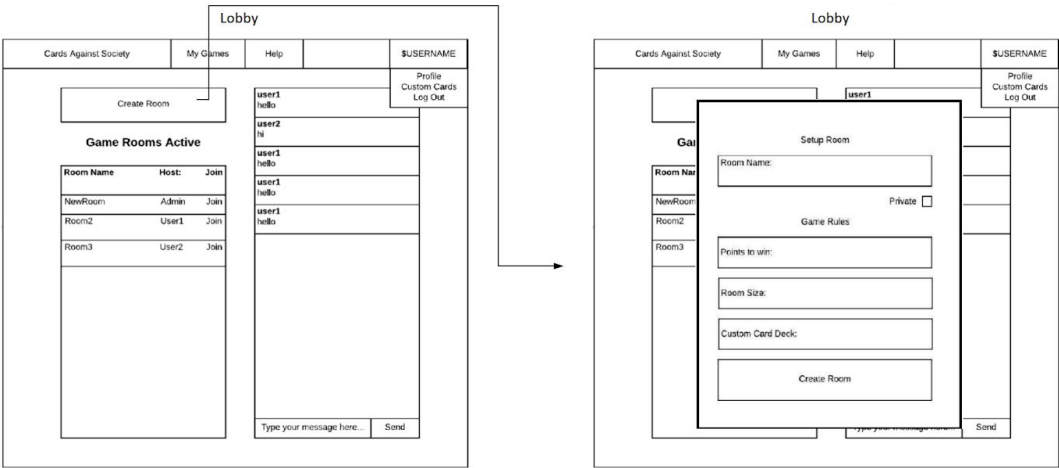 Lobby
Cards Against Society My Games Help $USERNAME
Profile
Custom Cards
Log Out
Create Room
Game Rooms Active
Room Name Host: Join
NewRoom Admin Join
Room2 User1 Join
Room3 User2 Join
user1
hello
user2
hi
user1
hello
user1
hello
user1
hello
Type your message here... Send
Lobby
Cards Against Society My Games Help $USERNAME
Profile
Custom Cards
Log Out
user1
Room
NewRoom
Room2
Room3
Setup Room
Room Name:
Private
Game Rules
Points to win:
Room Size:
Custom Card Deck:
Create Room
Send